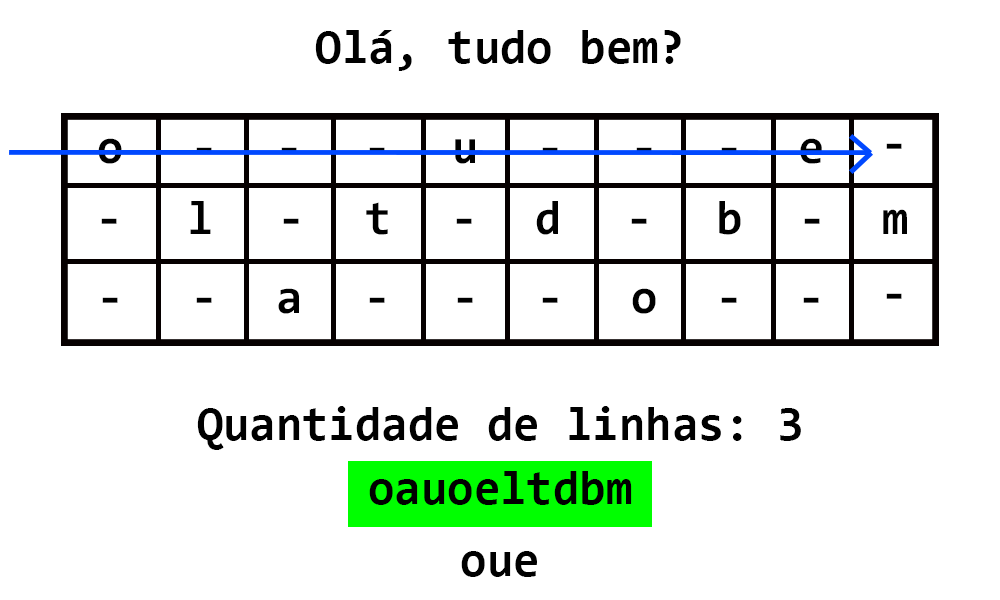 Olá, tudo bem?
o - - - u - - - e -
- l - t - d - b - m
- - a - - - o - - -
Quantidade de linhas: 3
oauoeltdbm
oue